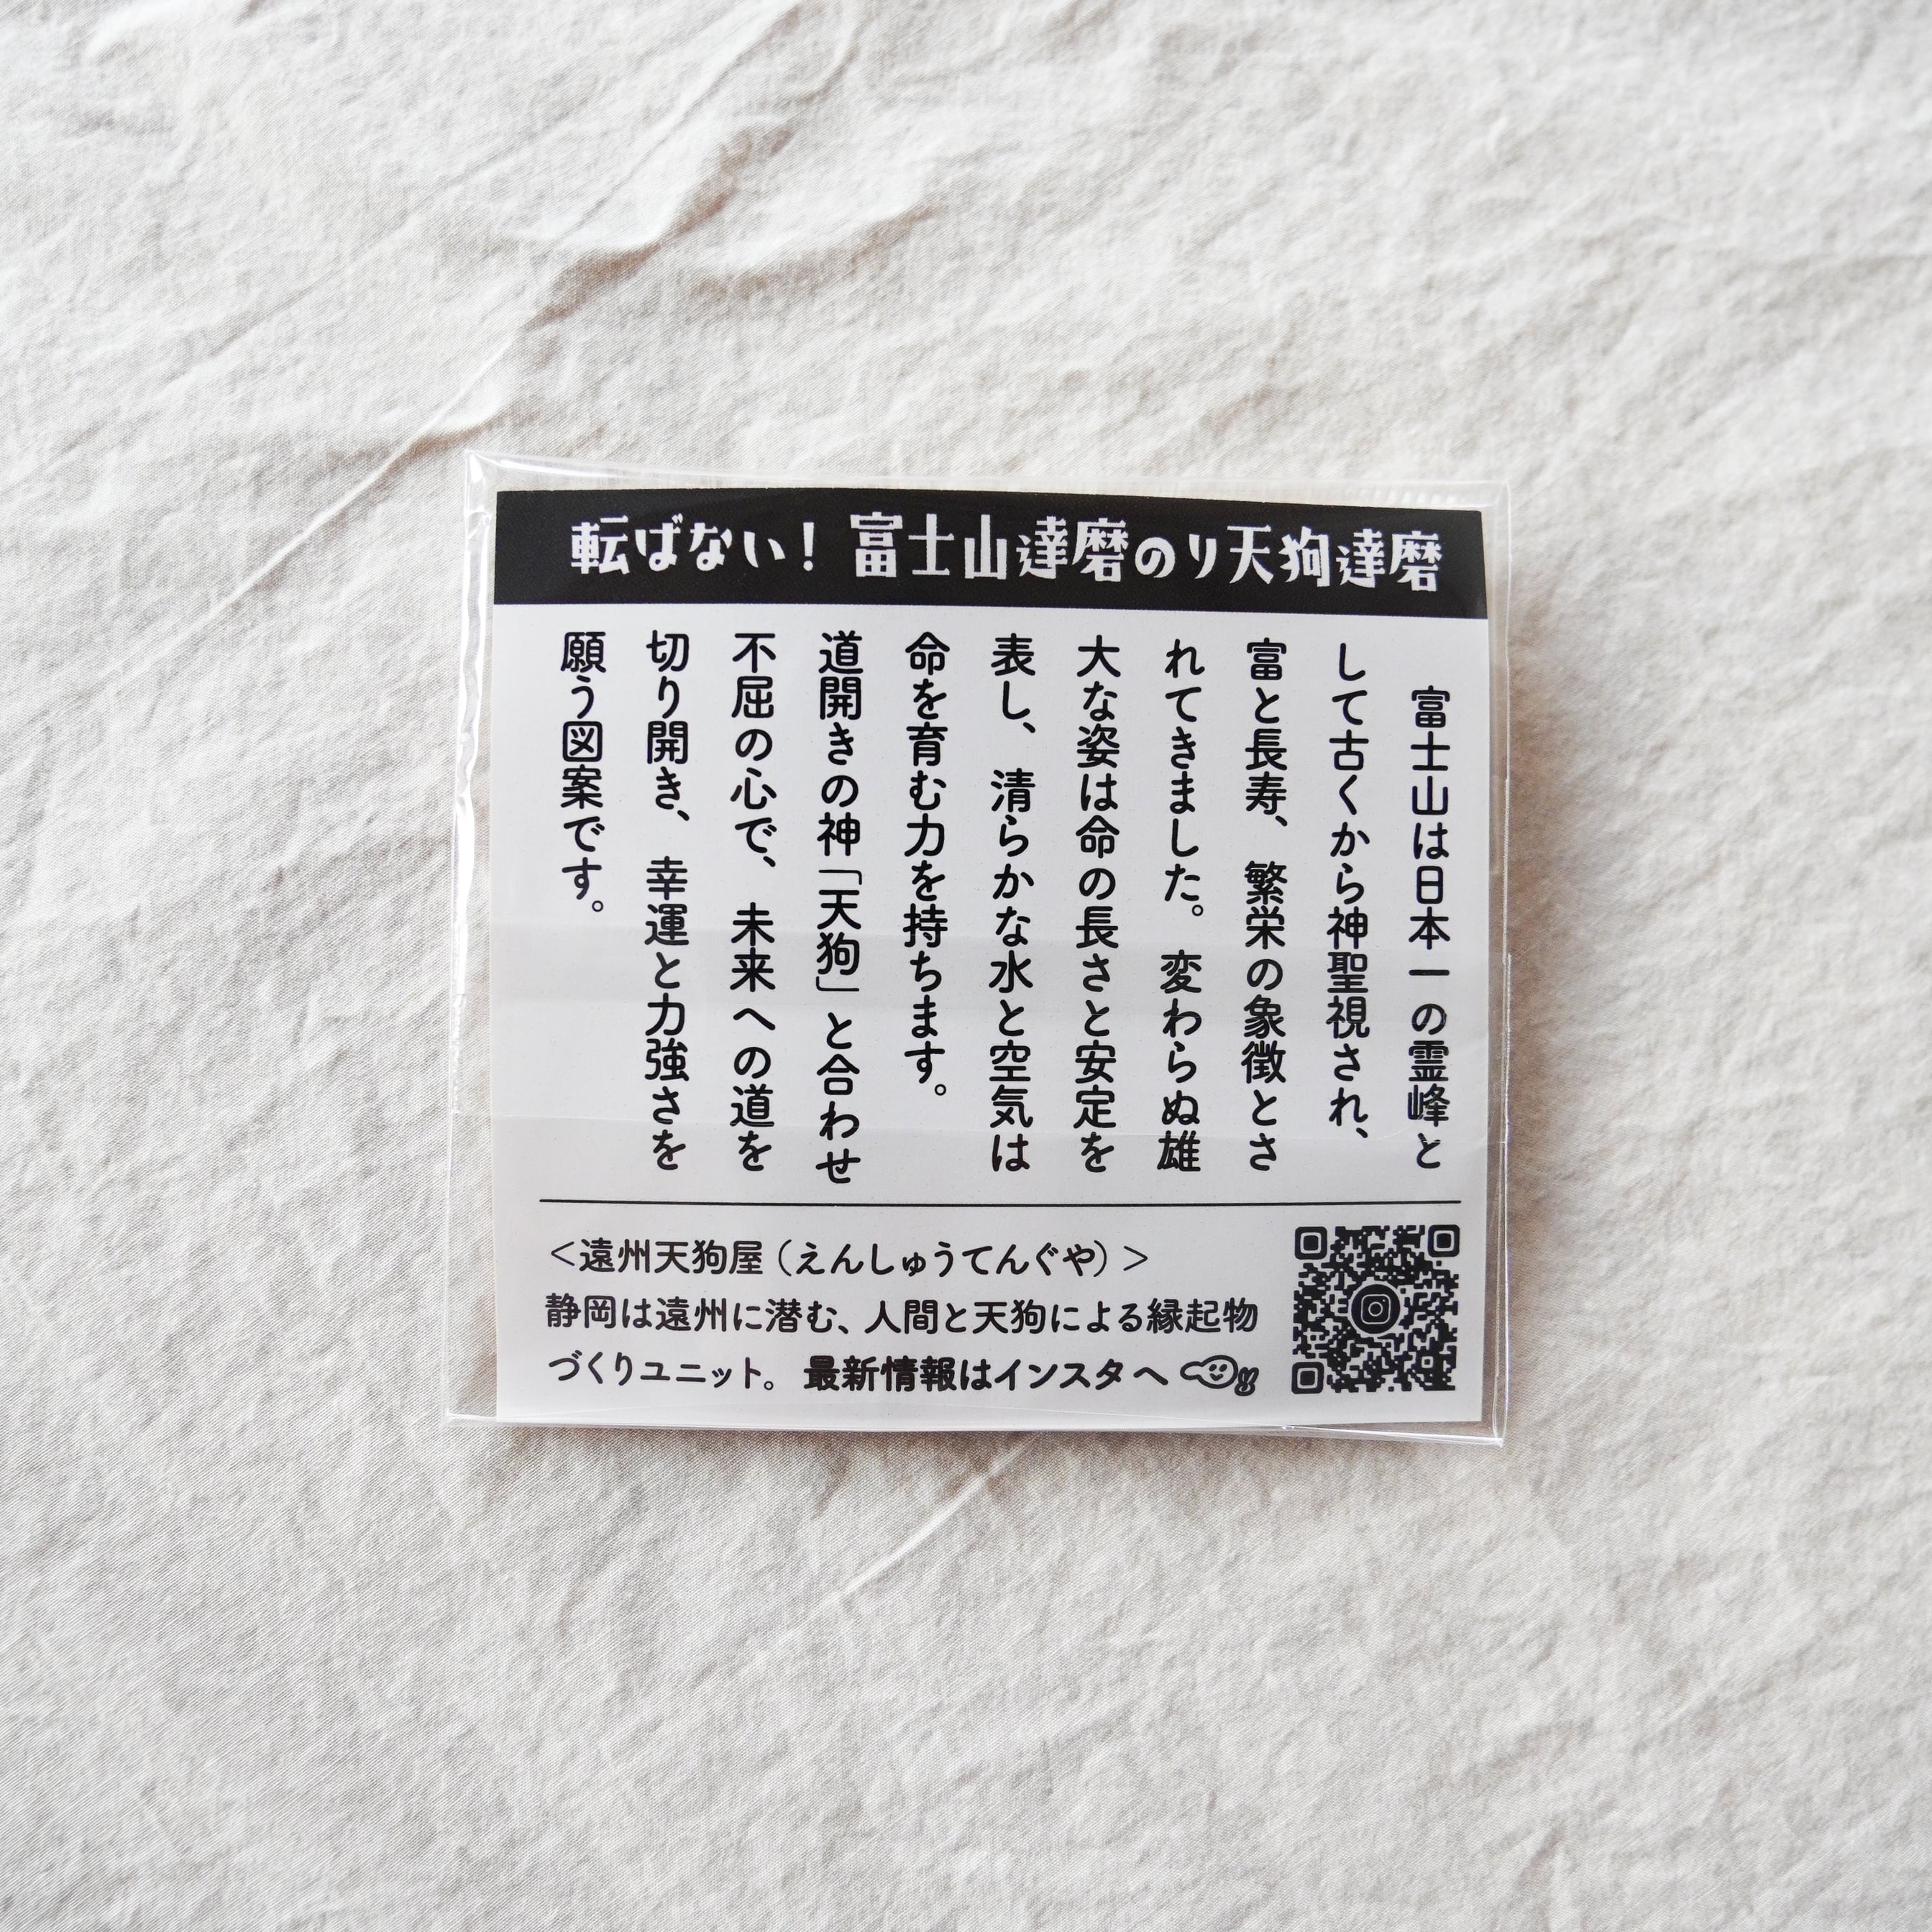 転ばない！ 富士山達磨のり天狗達磨
富士山は日本一の霊峰と
して古くから神聖視され、
富と長寿、繁栄の象徴とさ
れてきました。変わらぬ雄
大な姿は命の長さと安定を
表し、清らかな水と空気は
命を育む力を持ちます。
道開きの神「天狗」と合わせ
不屈の心で、未来への道を
切り開き、幸運と力強さを
願う図案です。
＜遠州天狗屋（えんしゅうてんぐや）＞
静岡は遠州に潜む、人間と天狗による縁起物
づくりユニット。 最新情報はインスタへ